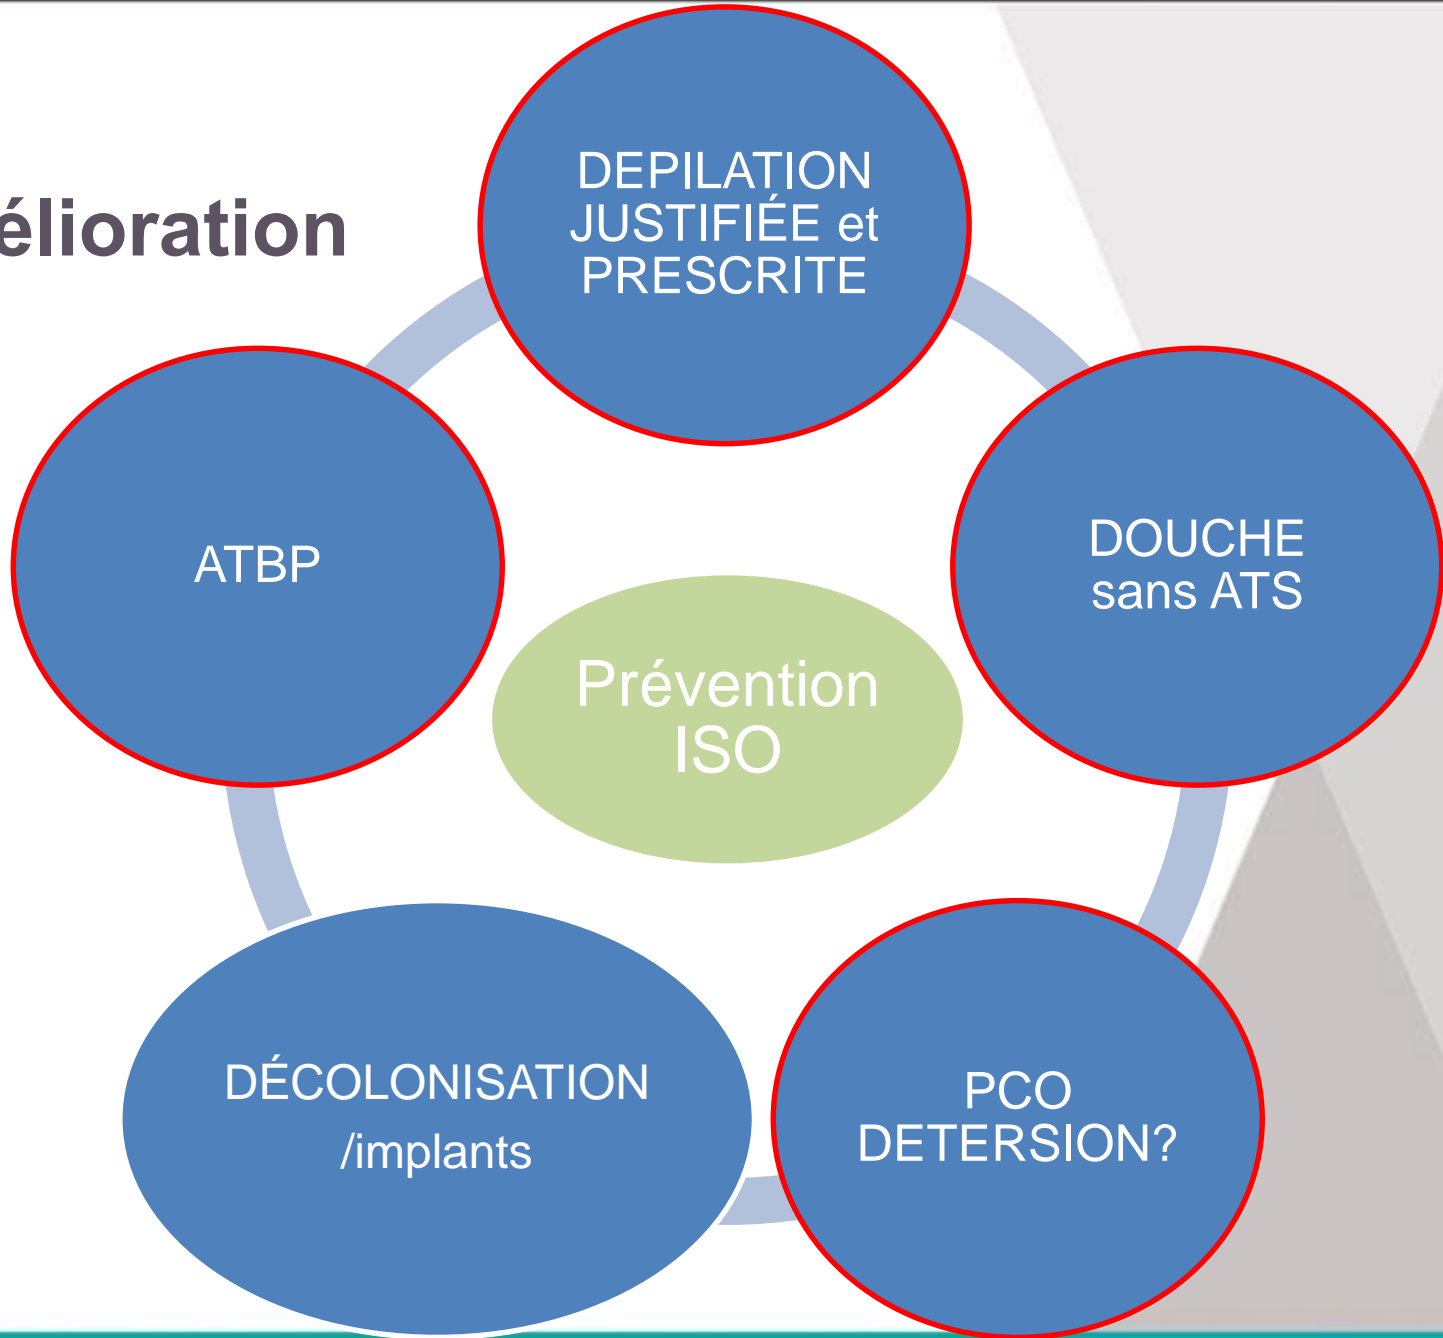 élioration
DEPILATION
JUSTIFIÉE et
PRESCRITE
ATBP
DOUCHE
sans ATS
Prévention
ISO
DÉCOLONISATION
/implants
PCO
DETERSION?